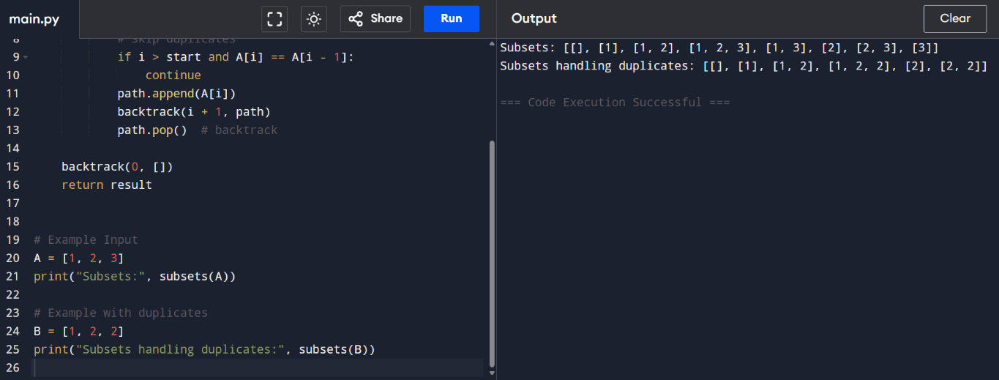 main.py
Share
Run
Output
Clear
8 # skip duplicates
9 if i > start and A[i] == A[i - 1]:
10 continue
11 path.append(A[i])
12 backtrack(i + 1, path)
13 path.pop()  # backtrack
14
15 backtrack(0, [])
16 return result
17
18
19 # Example Input
20 A = [1, 2, 3]
21 print("Subsets:", subsets(A))
22
23 # Example with duplicates
24 B = [1, 2, 2]
25 print("Subsets handling duplicates:", subsets(B))
26
Subsets: [[], [1], [1, 2], [1, 2, 3], [1, 3], [2], [2, 3], [3]]
Subsets handling duplicates: [[], [1], [1, 2], [1, 2, 2], [2], [2, 2]]
=== Code Execution Successful ===